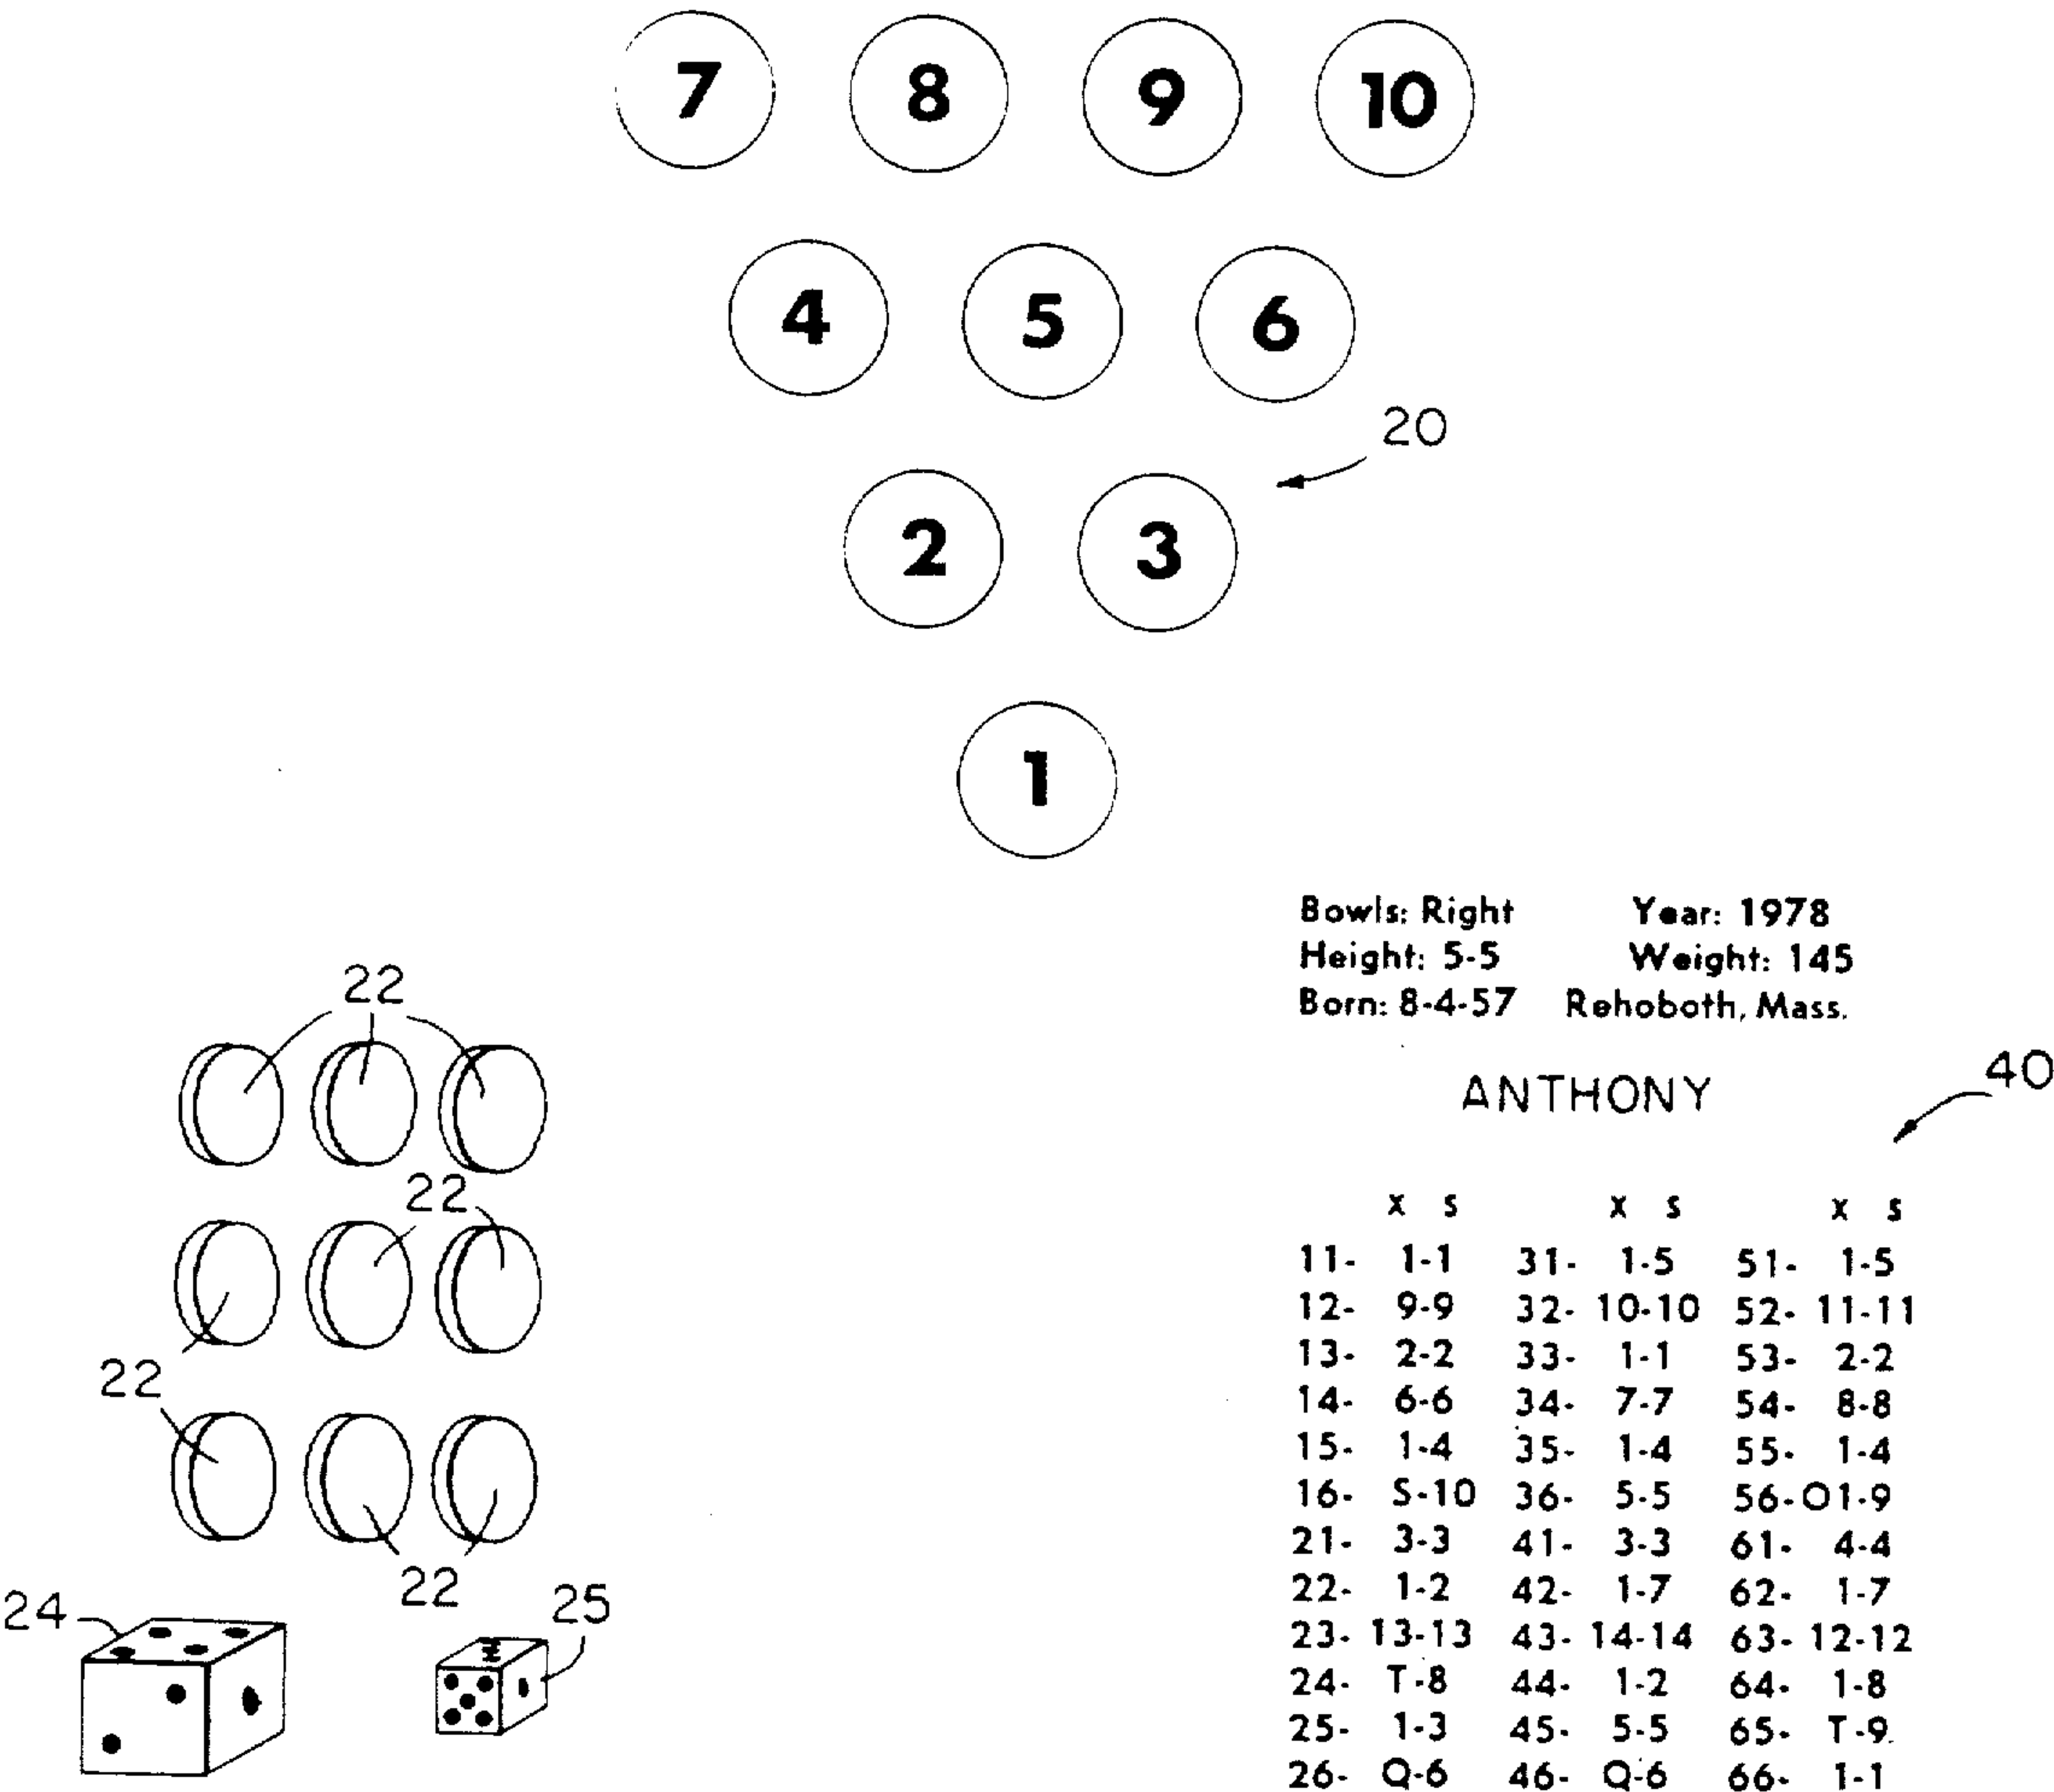 7 8 9 10
4 5 6
20
2 3
1
Bowls: Right Year: 1978
Height: 5-5 Weight: 145
Born: 8-4-57 Rehoboth, Mass.
22
40
ANTHONY
22
x s x s x s
11- 1-1 31- 1-5 51- 1-5
12- 9-9 32- 10-10 52- 11-11
13- 2-2 33- 1-1 53- 2-2
22
14- 6-6 34- 7-7 54- 8-8
15- 1-4 35- 1-4 55- 1-4
16- S-10 36- 5-5 56- O1-9
21- 3-3 41- 3-3 61- 4-4
22
22- 1-2 42- 1-7 62- 1-7
24 25
23- 13-13 43- 14-14 63- 12-12
24- T-8 44- 1-2 64- 1-8
25- 1-3 45- 5-5 65- T-9
26- Q-6 46- Q-6 66- 1-1